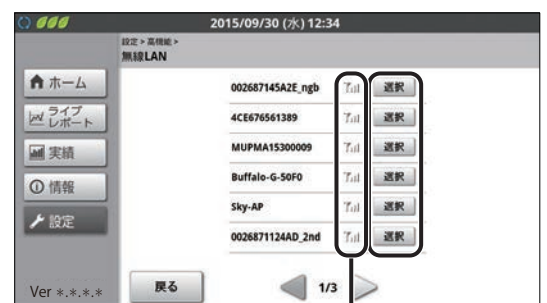 2015/09/30 (水) 12:34
設定 > 高機能 >
無線LAN
ホーム
ライブ
レポート
実績
情報
設定
Ver *.*.*.*
002687145A2E_ngb 選択
4CE676561389 選択
MUPMA15300009 選択
Buffalo-G-50F0 選択
Sky-AP 選択
0026871124AD_2nd 選択
戻る
1/3